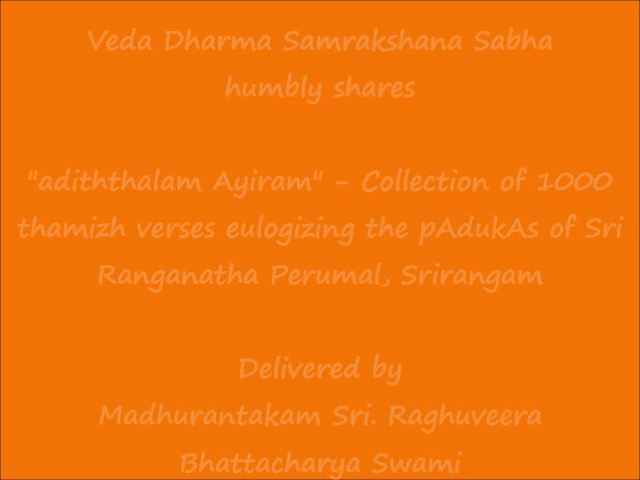 Veda Dharma Samrakshana Sabha
humbly shares
"adiththalam Ayiram" - Collection of 1000
thamizh verses eulogizing the pAdukAs of Sri
Ranganatha Perumal, Srirangam
Delivered by
Madhurantakam Sri. Raghuveera
Bhattacharya Swami